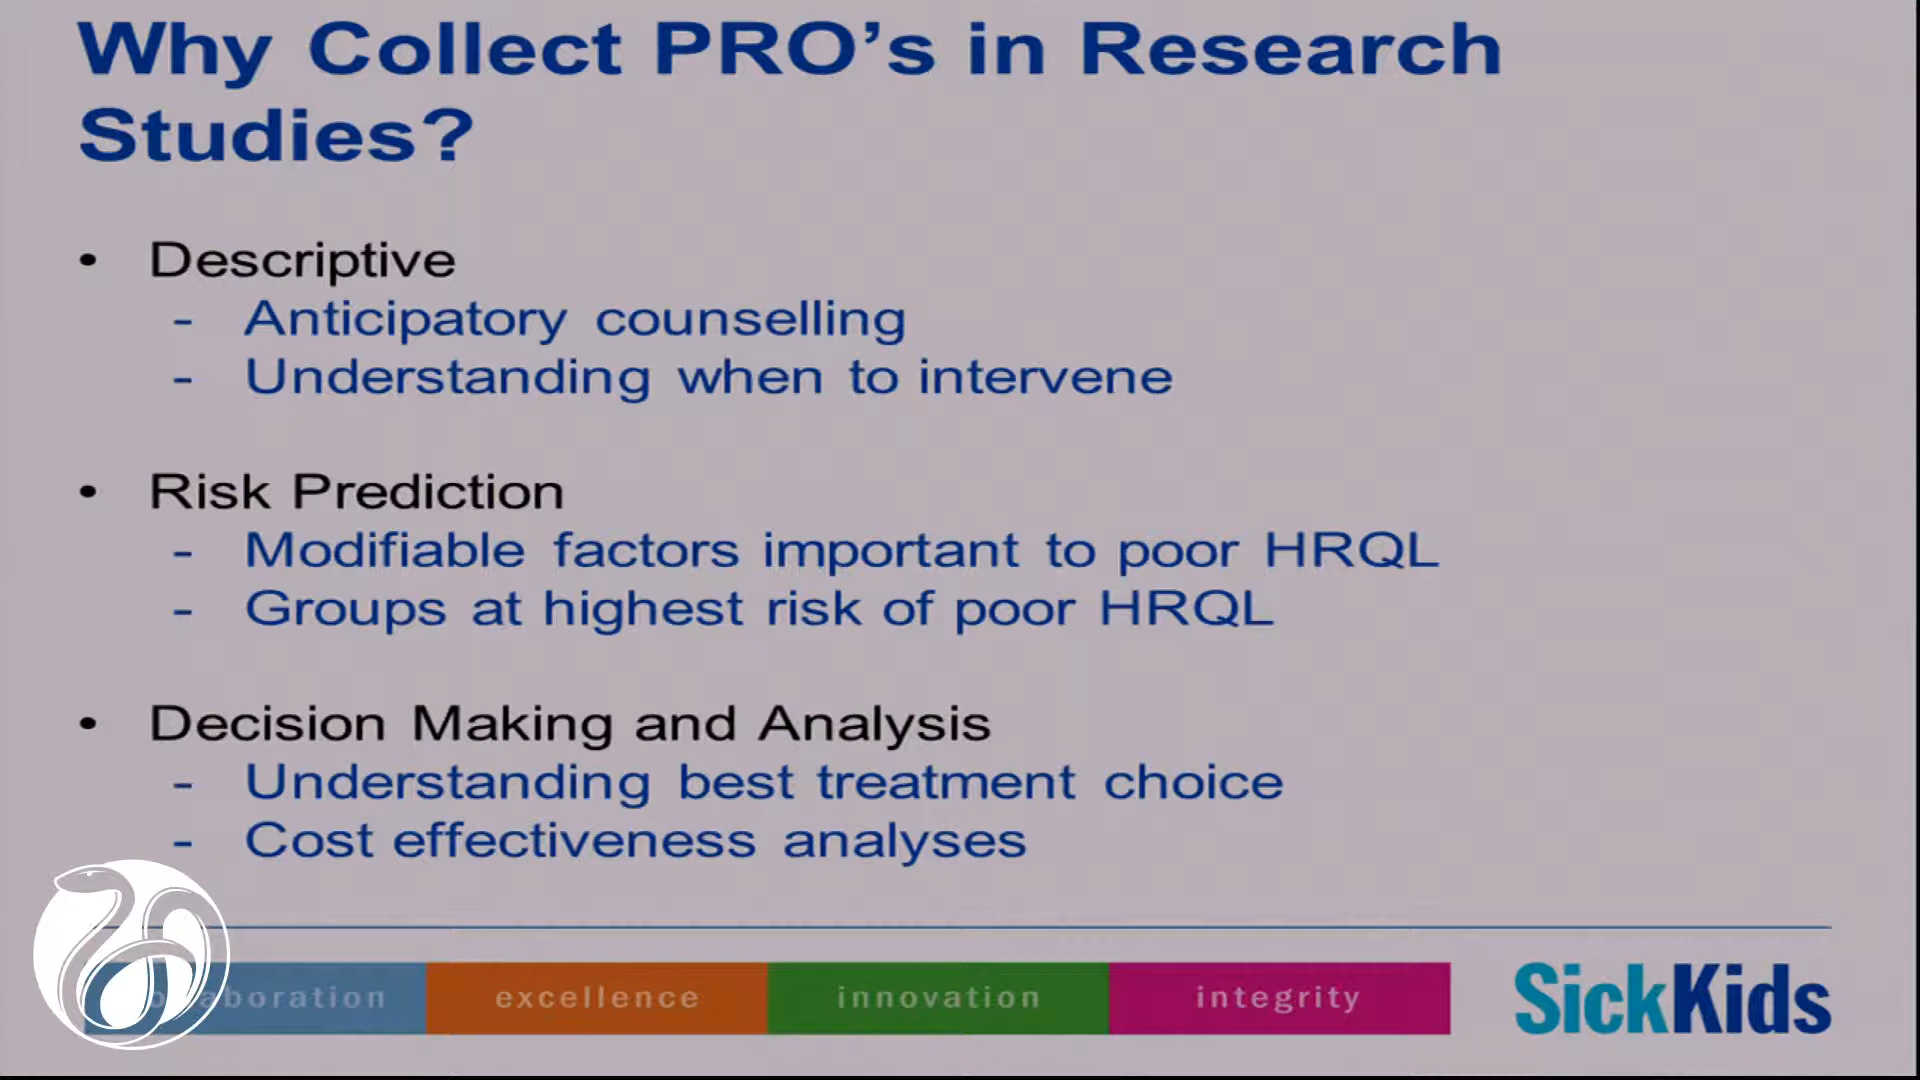 Why Collect PRO’s in Research
Studies?
• Descriptive
- Anticipatory counselling
- Understanding when to intervene
• Risk Prediction
- Modifiable factors important to poor HRQL
- Groups at highest risk of poor HRQL
• Decision Making and Analysis
- Understanding best treatment choice
- Cost effectiveness analyses
collaboration excellence innovation integrity SickKids